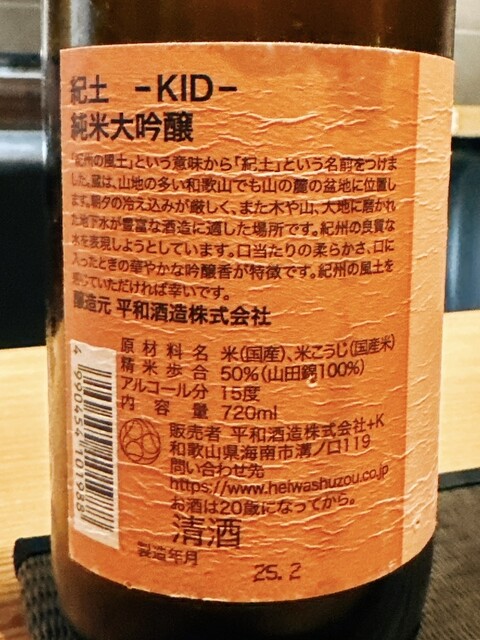 紀土 -KID-
純米大吟醸
「紀州の風土」という意味から「紀土」という名前をつけま
した。蔵は、山地の多い和歌山でも山の麓の盆地に位置し
ます。朝夕の冷え込みが厳しく、また木や山、大地に磨かれ
た地下水が豊富な酒造に適した場所です。紀州の良質な
水を表現しようとしています。口当たりの柔らかさ、口に
入ったときの華やかな吟醸香が特徴です。紀州の風土を
っていただければ幸いです。
醸造元 平和酒造株式会社
原材料名 米(国産)、米こうじ(国産米)
精米歩合 50%(山田錦100%)
アルコール分 15度
内容量 720ml
販売者 平和酒造株式会社+K
和歌山県海南市溝ノ口119
問い合わせ先
https://www.heiwashuzou.co.jp
お酒は20歳になってから。
清酒
製造年月
25.2
4 990454 101988